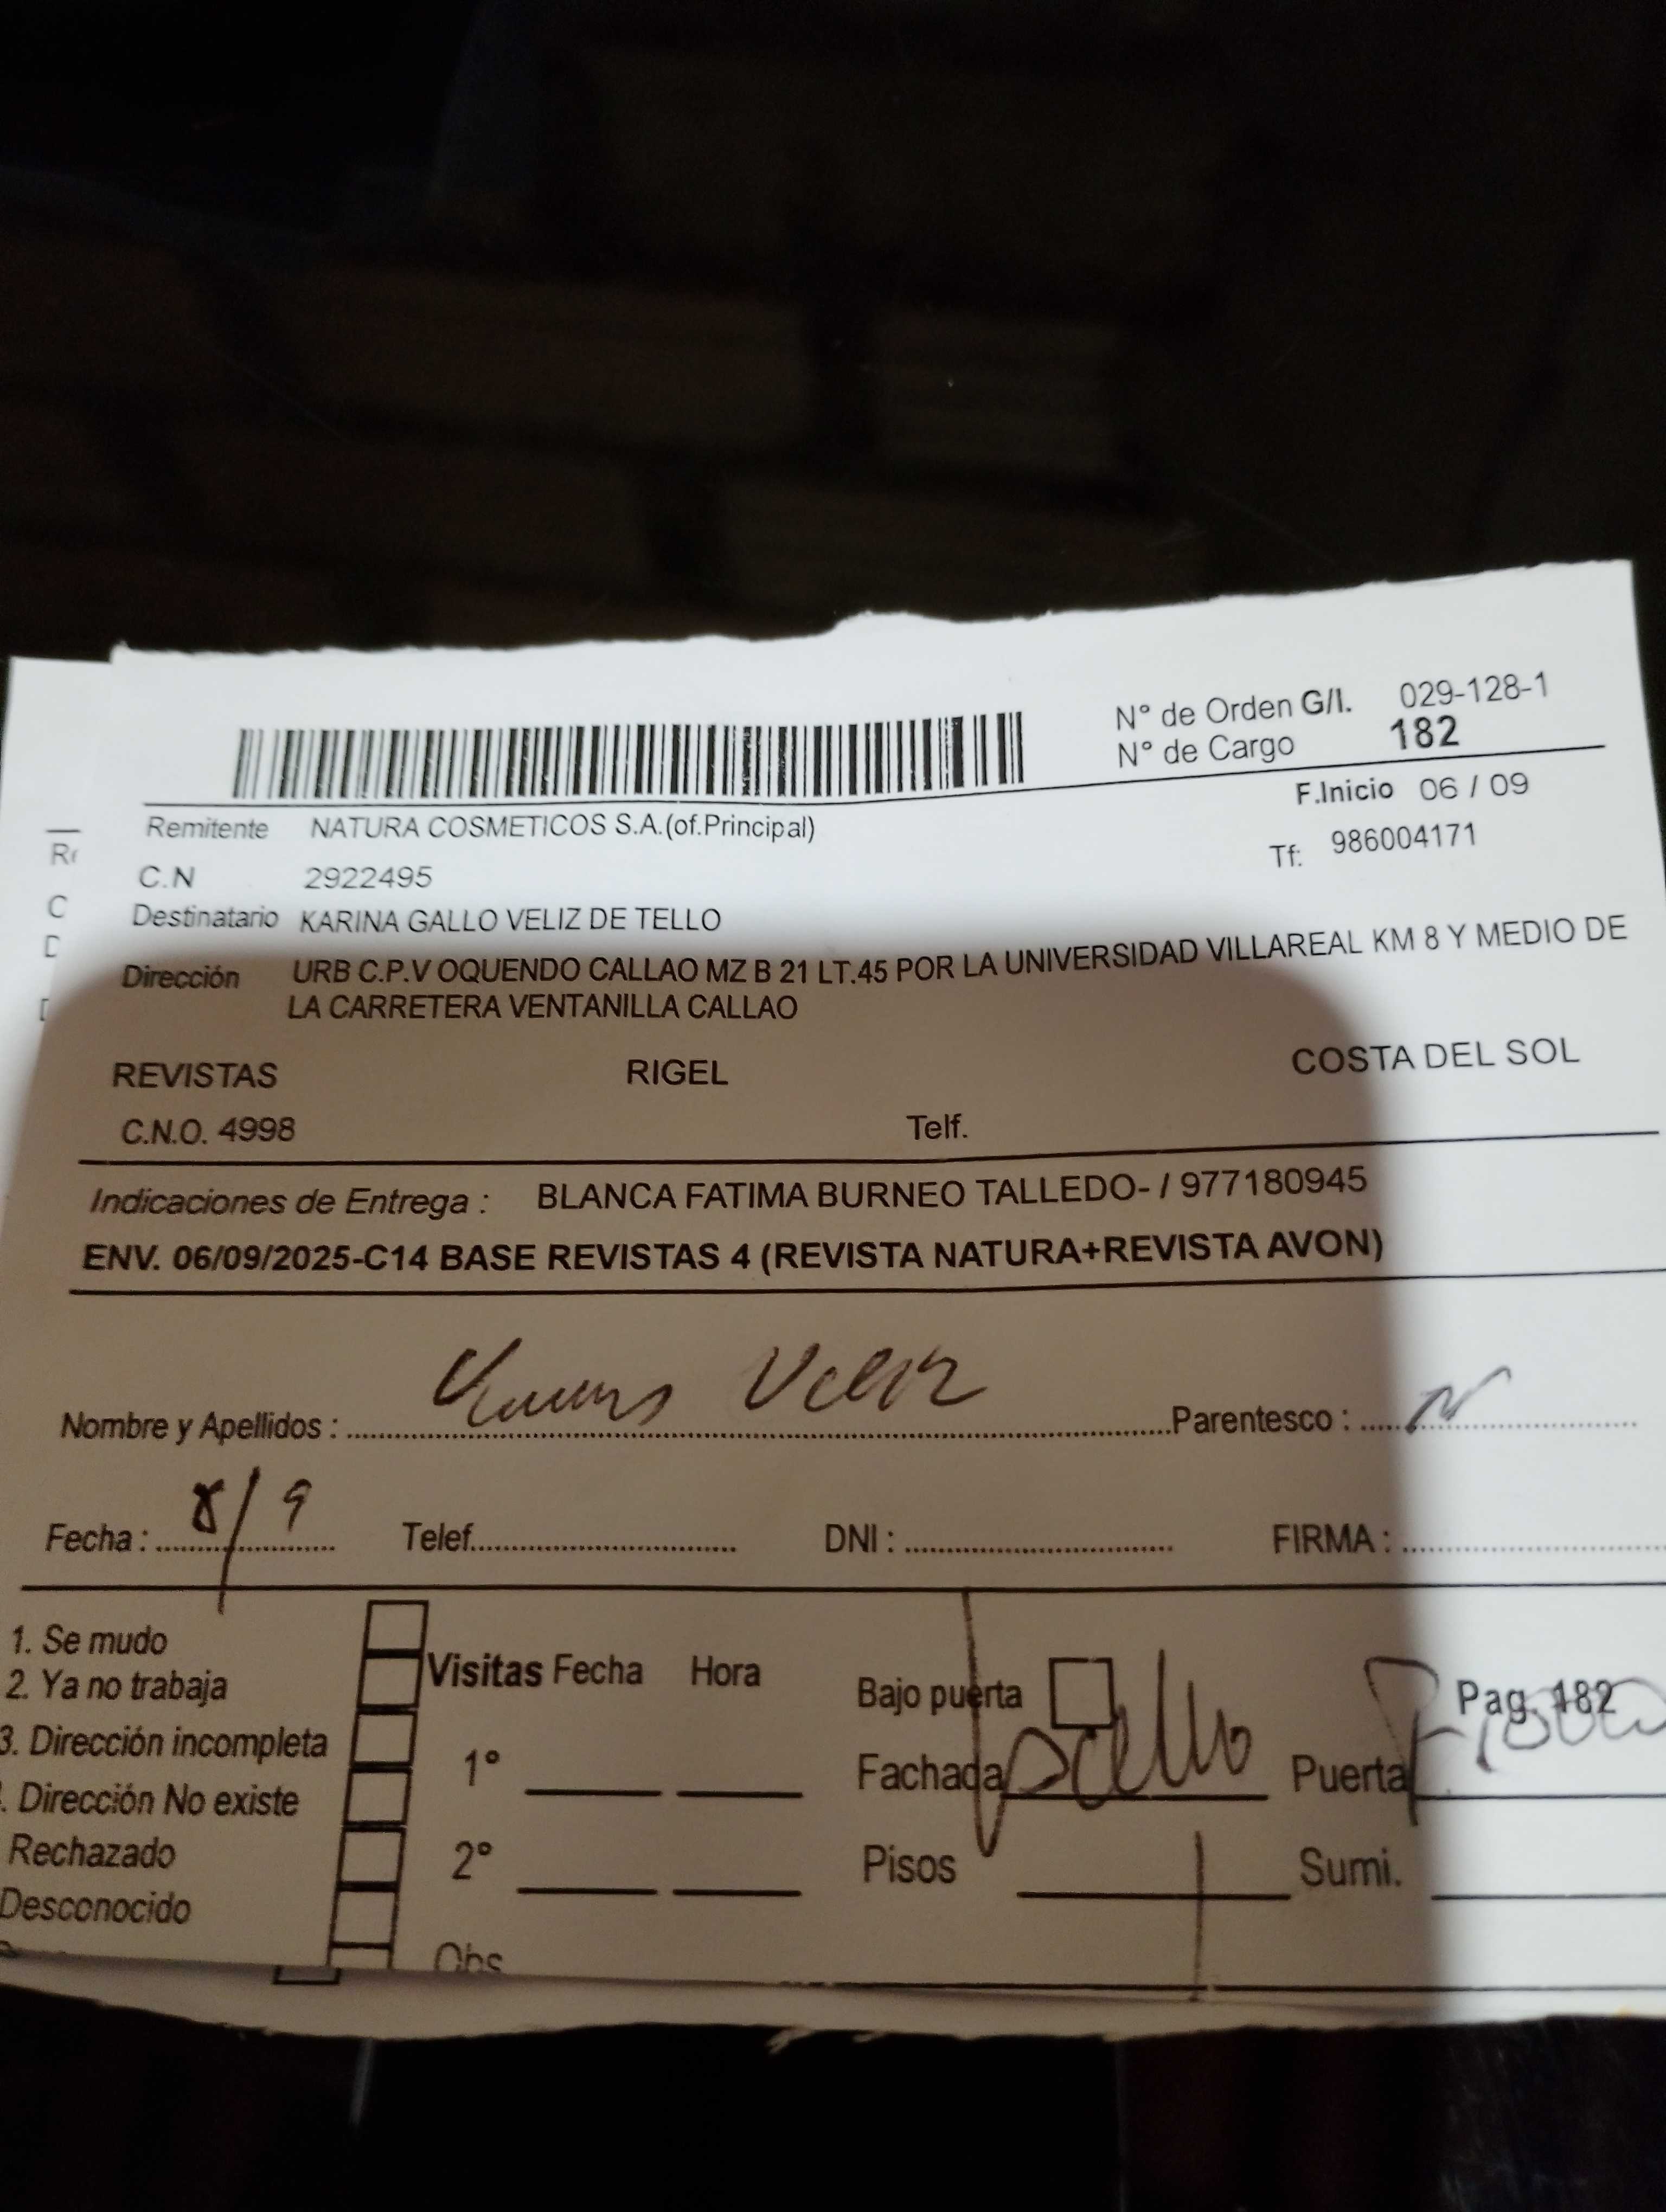 N° de Orden G/I. 029-128-1
N° de Cargo 182
F.Inicio 06 / 09
Remitente NATURA COSMETICOS S.A.(of.Principal)
Tf: 986004171
C.N 2922495
Destinatario KARINA GALLO VELIZ DE TELLO
Dirección URB C.P.V OQUENDO CALLAO MZ B 21 LT.45 POR LA UNIVERSIDAD VILLAREAL KM 8 Y MEDIO DE
LA CARRETERA VENTANILLA CALLAO
REVISTAS RIGEL COSTA DEL SOL
C.N.O. 4998 Telf.
Indicaciones de Entrega : BLANCA FATIMA BURNEO TALLEDO- / 977180945
ENV. 06/09/2025-C14 BASE REVISTAS 4 (REVISTA NATURA+REVISTA AVON)
Nombre y Apellidos : Veliz Parentesco :
Fecha : 8/9 Telef. DNI : FIRMA :
1. Se mudo
2. Ya no trabaja
3. Dirección incompleta
. Dirección No existe
Rechazado
Desconocido
Visitas Fecha Hora
1°
2°
Obs
Bajo puerta Pag. 182
Fachada Puerta
Pisos Sumi.